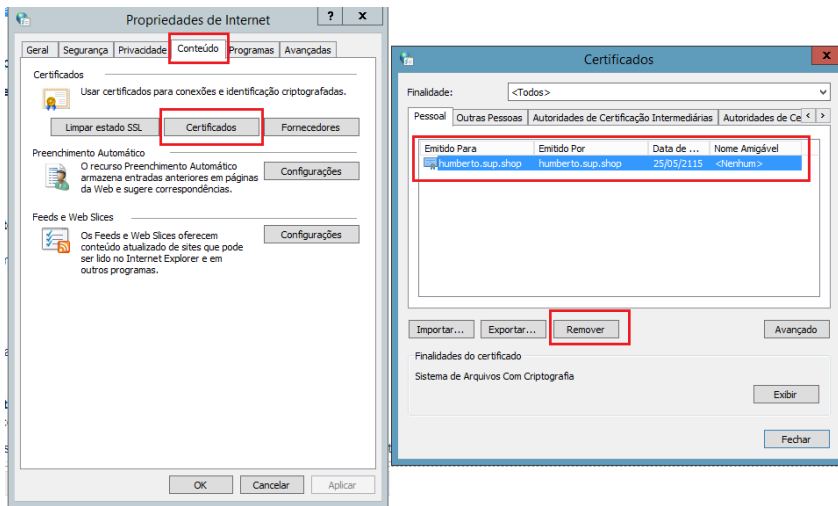 Propriedades de Internet
? x
Geral Segurança Privacidade Conteúdo Programas Avançadas
Certificados
Usar certificados para conexões e identificação criptografadas.
Limpar estado SSL Certificados Fornecedores
Preenchimento Automático
O recurso Preenchimento Automático
armazena entradas anteriores em páginas
da Web e sugere correspondências.
Configurações
Feeds e Web Slices
Os Feeds e Web Slices oferecem
conteúdo atualizado de sites que pode
ser lido no Internet Explorer e em
outros programas.
Configurações
OK Cancelar Aplicar
Certificados
x
Finalidade: <Todos>
Pessoal Outras Pessoas Autoridades de Certificação Intermediárias Autoridades de Ce < >
Emitido Para Emitido Por Data de ... Nome Amigável
humberto.sup.shop humberto.sup.shop 25/05/2115 <Nenhum>
Importar... Exportar... Remover Avançado
Finalidades do certificado
Sistema de Arquivos Com Criptografia
Exibir
Fechar